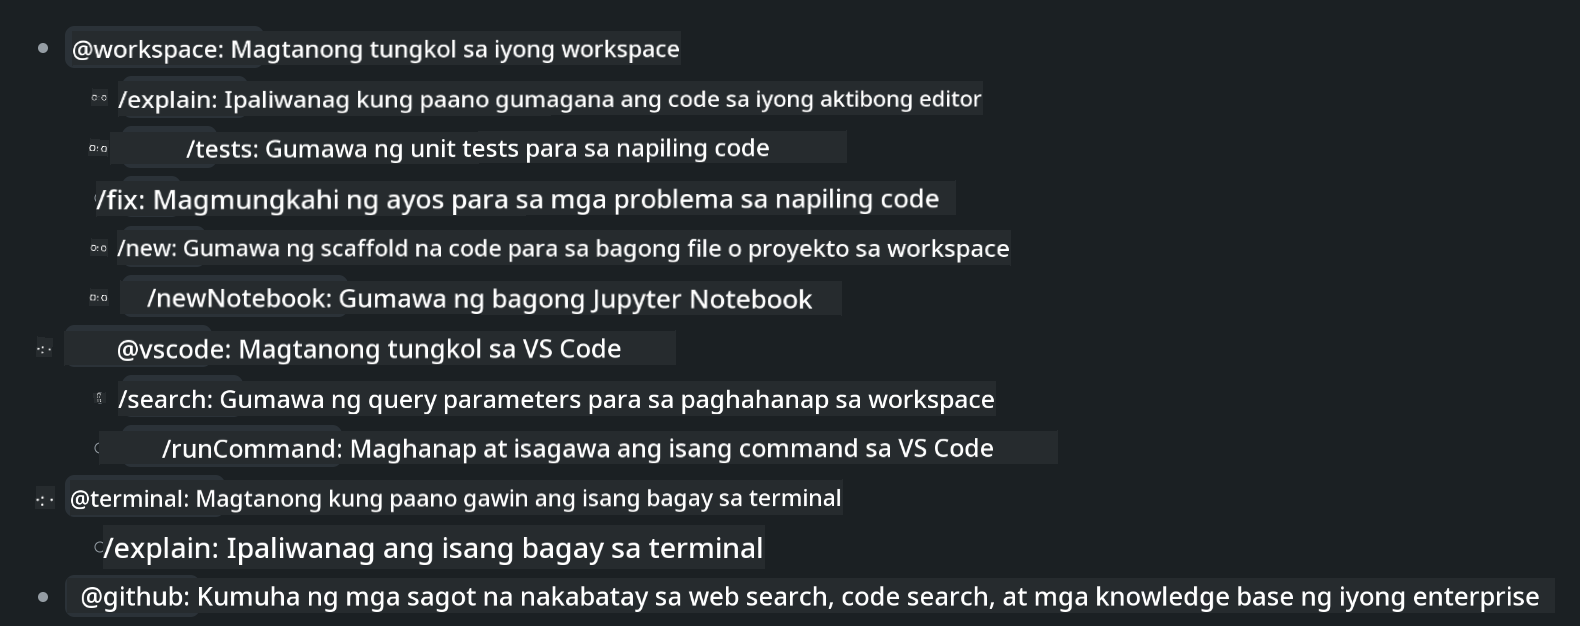 @workspace: Magtanong tungkol sa iyong workspace
/explain: Ipaliwanag kung paano gumagana ang code sa iyong aktibong editor
/tests: Gumawa ng unit tests para sa napiling code
/fix: Magmungkahi ng ayos para sa mga problema sa napiling code
/new: Gumawa ng scaffold na code para sa bagong file o proyekto sa workspace
/newNotebook: Gumawa ng bagong Jupyter Notebook
@vscode: Magtanong tungkol sa VS Code
/search: Gumawa ng query parameters para sa paghahanap sa workspace
/runCommand: Maghanap at isagawa ang isang command sa VS Code
@terminal: Magtanong kung paano gawin ang isang bagay sa terminal
/explain: Ipaliwanag ang isang bagay sa terminal
@github: Kumuha ng mga sagot na nakabatay sa web search, code search, at mga knowledge base ng iyong enterprise